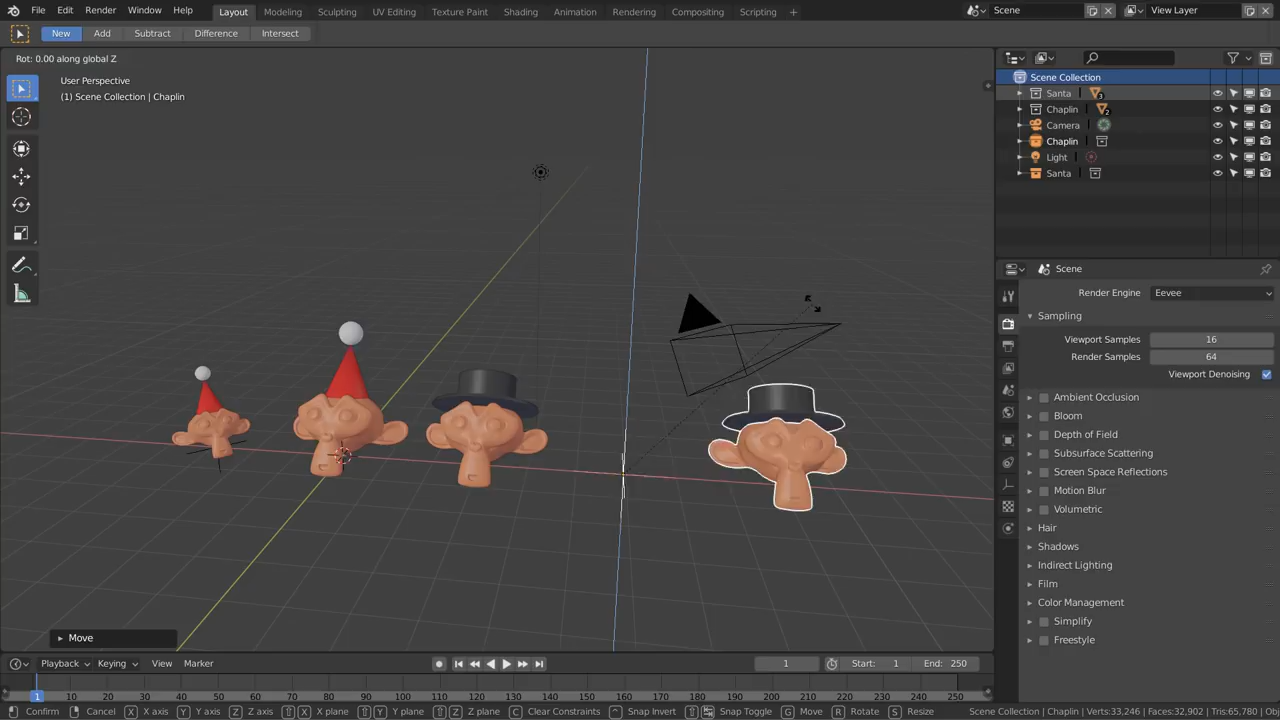 File Edit Render Window Help Layout Modeling Sculpting UV Editing Texture Paint Shading Animation Rendering Compositing Scripting + Scene View Layer
New Add Subtract Difference Intersect
Rot: 0.00 along global Z
User Perspective
(1) Scene Collection | Chaplin
Scene Collection
Santa 3
Chaplin 2
Camera
Chaplin
Light
Santa
Scene
Render Engine Eevee
Sampling
Viewport Samples 16
Render Samples 64
Viewport Denoising
Ambient Occlusion
Bloom
Depth of Field
Subsurface Scattering
Screen Space Reflections
Motion Blur
Volumetric
Hair
Shadows
Indirect Lighting
Film
Color Management
Simplify
Freestyle
Move
Playback Keying View Marker 1 Start: 1 End: 250
1 10 20 30 40 50 60 70 80 90 100 110 120 130 140 150 160 170 180 190 200 210 220 230 240 250
Confirm Cancel X X axis Y Y axis Z Z axis X X plane Y Y plane Z Z plane C Clear Constraints Snap Invert Snap Toggle G Move R Rotate S Resize Scene Collection | Chaplin | Verts:33,246 | Faces:32,902 | Tris:65,780 | Ob